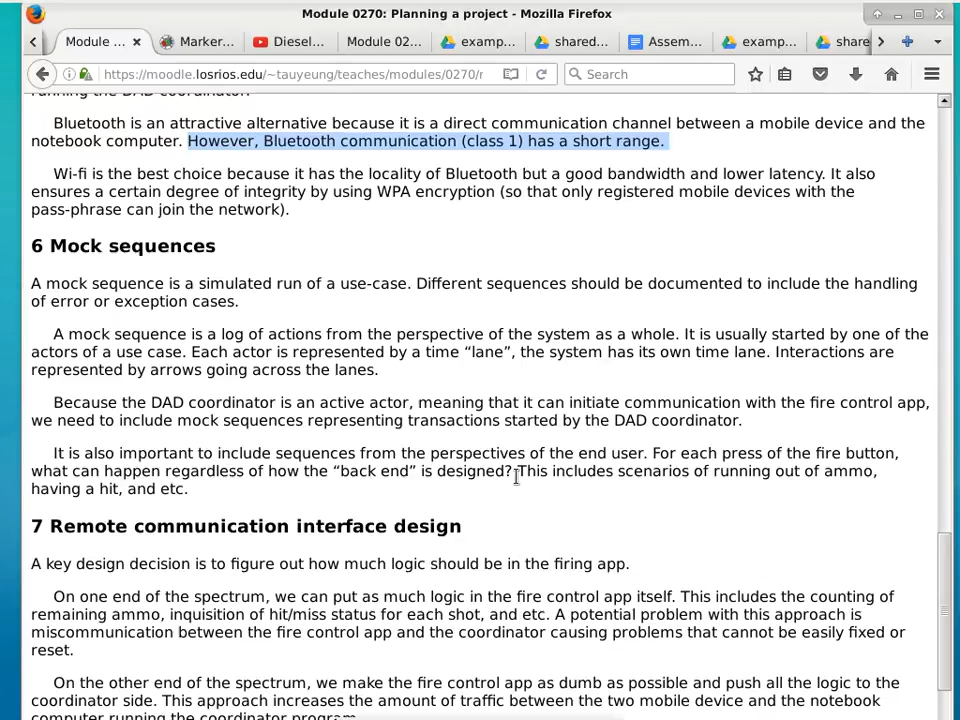 Module 0270: Planning a project - Mozilla Firefox
Module ...
Marker...
Diesel...
Module 02...
examp...
shared...
Assem...
examp...
share
https://moodle.losrios.edu/~tauyeung/teaches/modules/0270/r
Search
running the DAD coordinator.
Bluetooth is an attractive alternative because it is a direct communication channel between a mobile device and the
notebook computer. However, Bluetooth communication (class 1) has a short range.
Wi-fi is the best choice because it has the locality of Bluetooth but a good bandwidth and lower latency. It also
ensures a certain degree of integrity by using WPA encryption (so that only registered mobile devices with the
pass-phrase can join the network).
6 Mock sequences
A mock sequence is a simulated run of a use-case. Different sequences should be documented to include the handling
of error or exception cases.
A mock sequence is a log of actions from the perspective of the system as a whole. It is usually started by one of the
actors of a use case. Each actor is represented by a time “lane”, the system has its own time lane. Interactions are
represented by arrows going across the lanes.
Because the DAD coordinator is an active actor, meaning that it can initiate communication with the fire control app,
we need to include mock sequences representing transactions started by the DAD coordinator.
It is also important to include sequences from the perspectives of the end user. For each press of the fire button,
what can happen regardless of how the “back end” is designed? This includes scenarios of running out of ammo,
having a hit, and etc.
7 Remote communication interface design
A key design decision is to figure out how much logic should be in the firing app.
On one end of the spectrum, we can put as much logic in the fire control app itself. This includes the counting of
remaining ammo, inquisition of hit/miss status for each shot, and etc. A potential problem with this approach is
miscommunication between the fire control app and the coordinator causing problems that cannot be easily fixed or
reset.
On the other end of the spectrum, we make the fire control app as dumb as possible and push all the logic to the
coordinator side. This approach increases the amount of traffic between the two mobile device and the notebook
computer running the coordinator program.